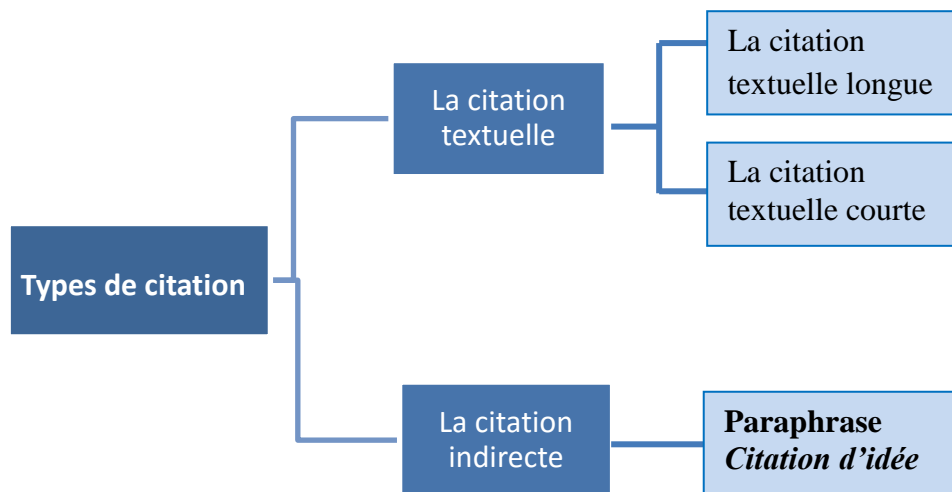 La citation
textuelle longue
La citation
textuelle
La citation
textuelle courte
Types de citation
La citation
indirecte
Paraphrase
Citation d’idée